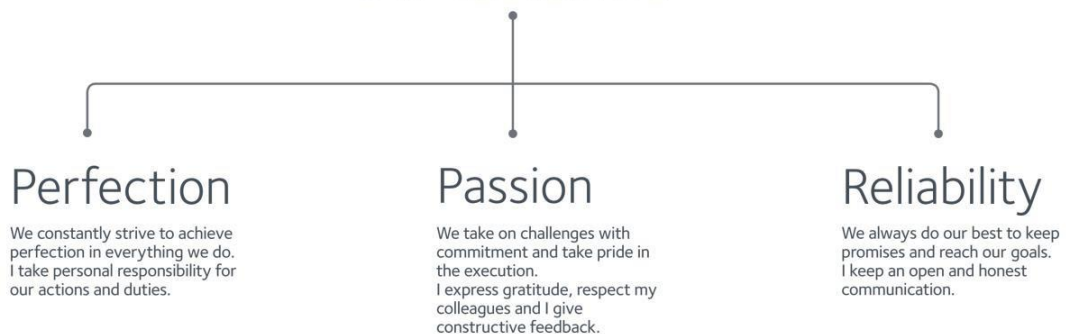 Perfection
We constantly strive to achieve
perfection in everything we do.
I take personal responsibility for
our actions and duties.
Passion
We take on challenges with
commitment and take pride in
the execution.
I express gratitude, respect my
colleagues and I give
constructive feedback.
Reliability
We always do our best to keep
promises and reach our goals.
I keep an open and honest
communication.